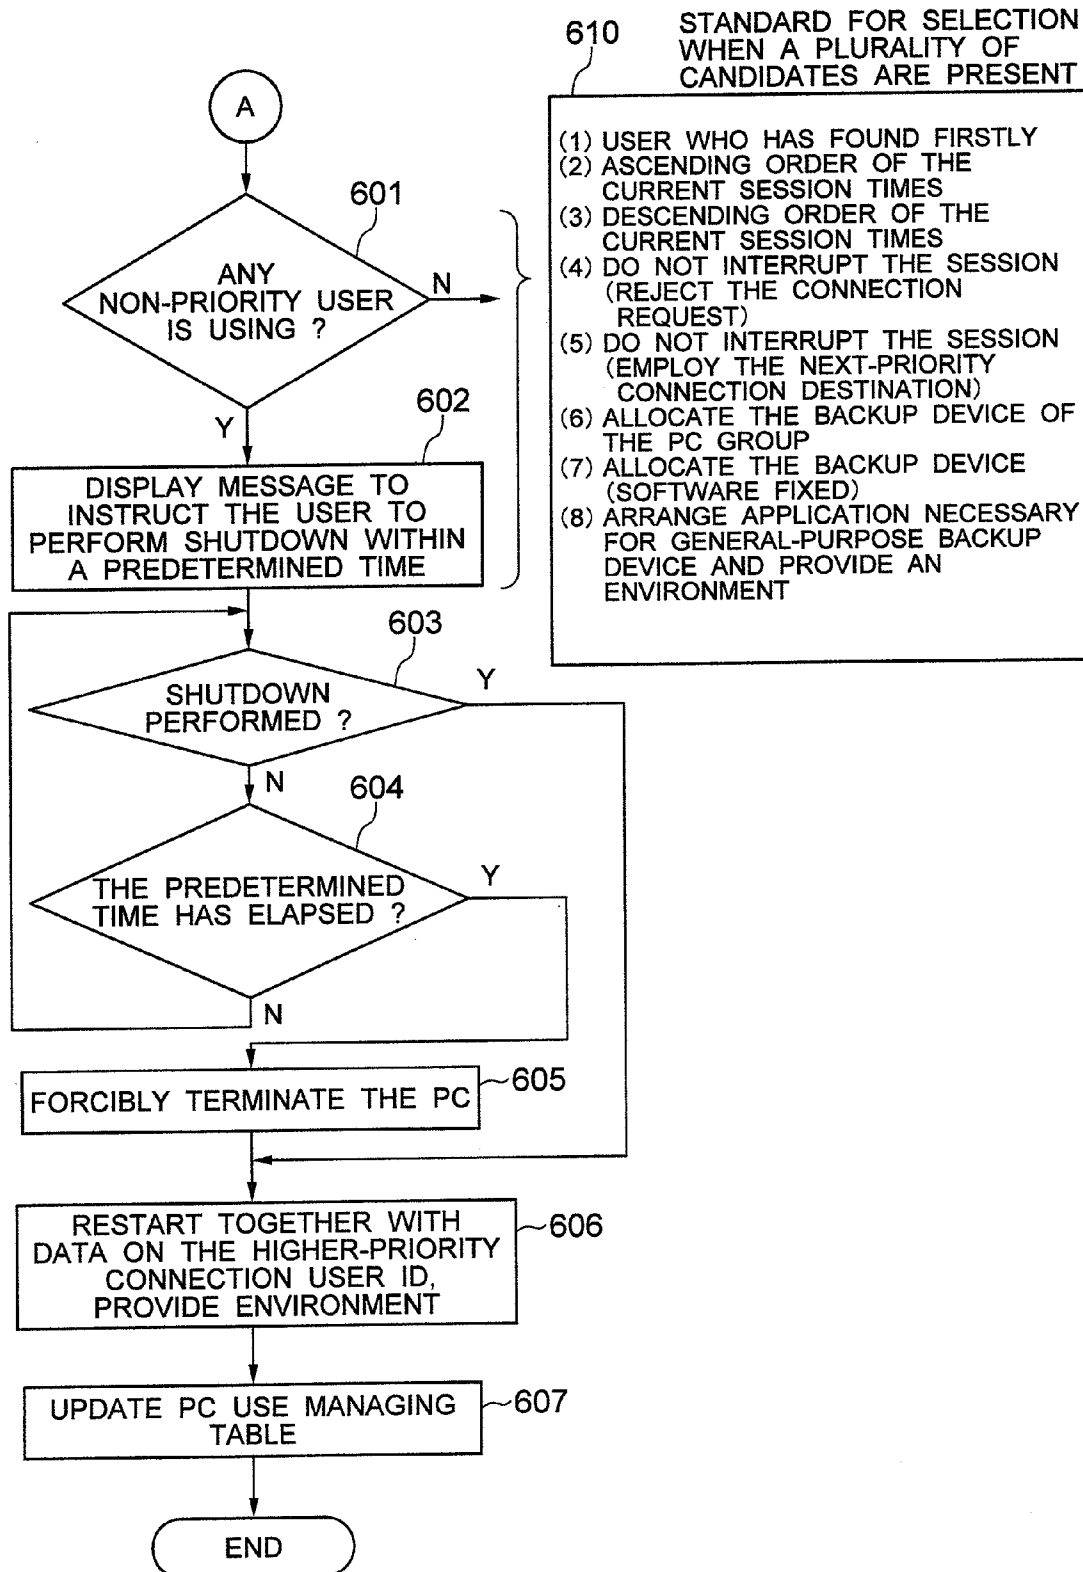 610
STANDARD FOR SELECTION
WHEN A PLURALITY OF
CANDIDATES ARE PRESENT
(1) USER WHO HAS FOUND FIRSTLY
(2) ASCENDING ORDER OF THE
CURRENT SESSION TIMES
(3) DESCENDING ORDER OF THE
CURRENT SESSION TIMES
(4) DO NOT INTERRUPT THE SESSION
(REJECT THE CONNECTION
REQUEST)
(5) DO NOT INTERRUPT THE SESSION
(EMPLOY THE NEXT-PRIORITY
CONNECTION DESTINATION)
(6) ALLOCATE THE BACKUP DEVICE OF
THE PC GROUP
(7) ALLOCATE THE BACKUP DEVICE
(SOFTWARE FIXED)
(8) ARRANGE APPLICATION NECESSARY
FOR GENERAL-PURPOSE BACKUP
DEVICE AND PROVIDE AN
ENVIRONMENT
A
601
ANY
NON-PRIORITY USER
IS USING ?
N
Y
602
DISPLAY MESSAGE TO
INSTRUCT THE USER TO
PERFORM SHUTDOWN WITHIN
A PREDETERMINED TIME
603
SHUTDOWN
PERFORMED ?
Y
N
604
THE PREDETERMINED
TIME HAS ELAPSED ?
Y
N
FORCIBLY TERMINATE THE PC
605
RESTART TOGETHER WITH
DATA ON THE HIGHER-PRIORITY
CONNECTION USER ID,
PROVIDE ENVIRONMENT
606
UPDATE PC USE MANAGING
TABLE
607
END